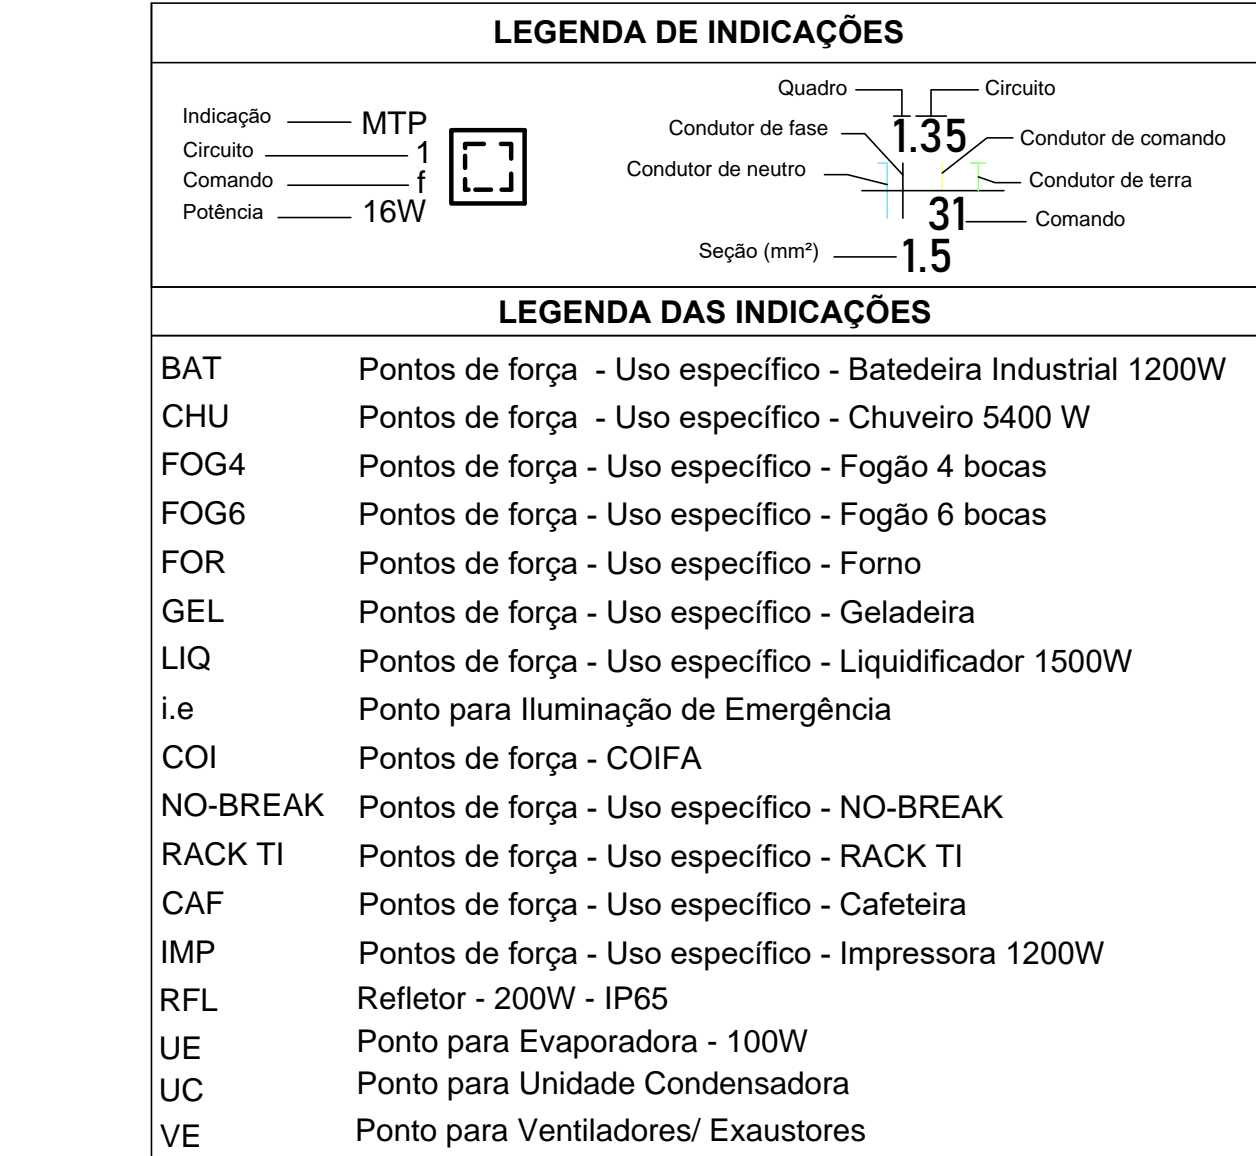 LEGENDA DE INDICAÇÕES
Indicação MTP
Circuito 1
Comando f
Potência 16W
Quadro Circuito
1.35
Condutor de fase Condutor de comando
Condutor de neutro Condutor de terra
31 Comando
Seção (mm²) 1.5
LEGENDA DAS INDICAÇÕES
BAT Pontos de força - Uso específico - Batedeira Industrial 1200W
CHU Pontos de força - Uso específico - Chuveiro 5400 W
FOG4 Pontos de força - Uso específico - Fogão 4 bocas
FOG6 Pontos de força - Uso específico - Fogão 6 bocas
FOR Pontos de força - Uso específico - Forno
GEL Pontos de força - Uso específico - Geladeira
LIQ Pontos de força - Uso específico - Liquidificador 1500W
i.e Ponto para Iluminação de Emergência
COI Pontos de força - COIFA
NO-BREAK Pontos de força - Uso específico - NO-BREAK
RACK TI Pontos de força - Uso específico - RACK TI
CAF Pontos de força - Uso específico - Cafeteira
IMP Pontos de força - Uso específico - Impressora 1200W
RFL Refletor - 200W - IP65
UE Ponto para Evaporadora - 100W
UC Ponto para Unidade Condensadora
VE Ponto para Ventiladores/ Exaustores